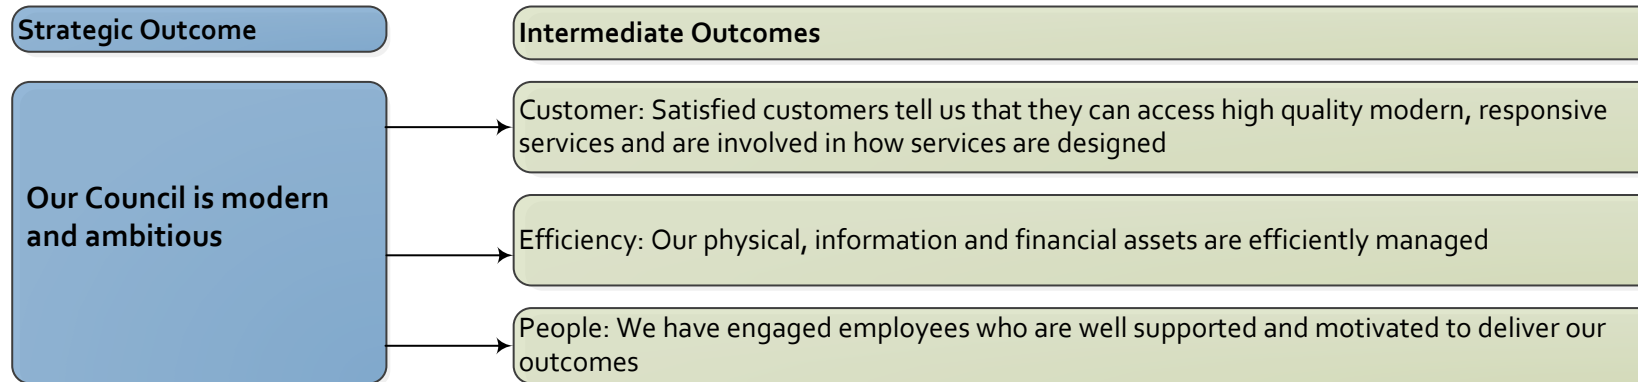 Strategic Outcome
Intermediate Outcomes
Our Council is modern
and ambitious
Customer: Satisfied customers tell us that they can access high quality modern, responsive
services and are involved in how services are designed
Efficiency: Our physical, information and financial assets are efficiently managed
People: We have engaged employees who are well supported and motivated to deliver our
outcomes